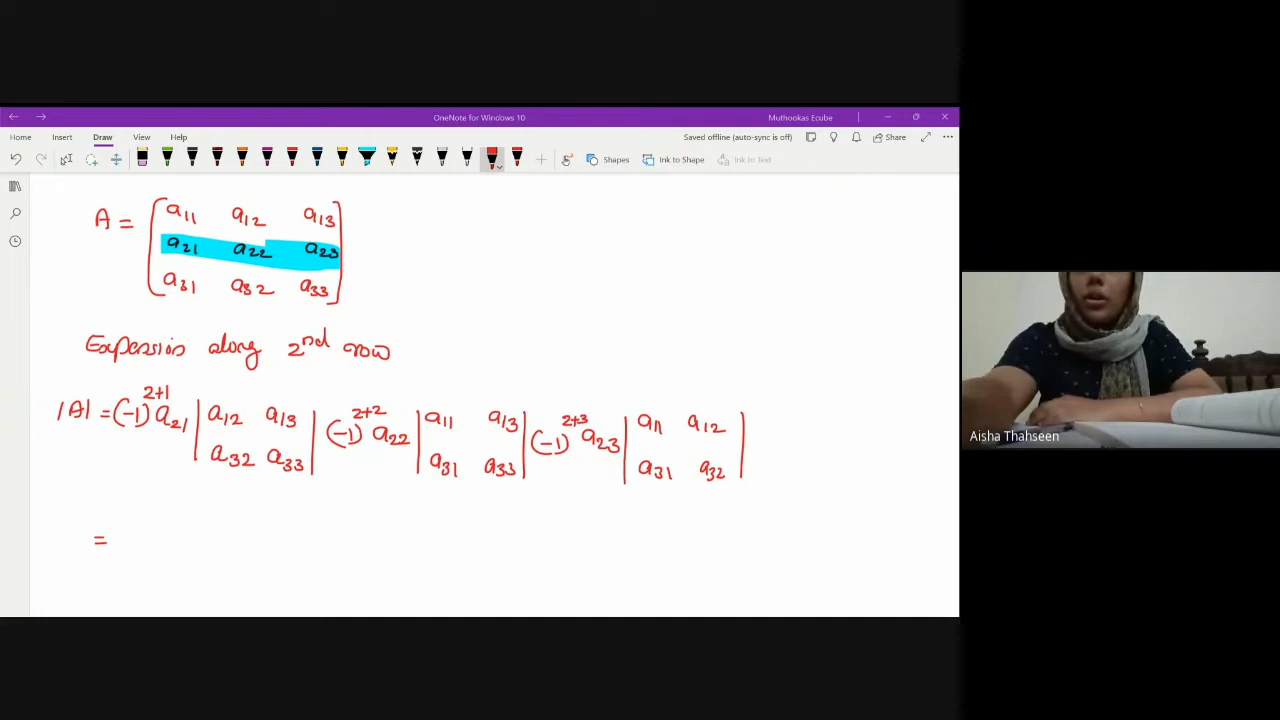 OneNote for Windows 10
Muthookas Ecube
Home Insert Draw View Help
Saved offline (auto-sync is off)
Share
Shapes
Ink to Shape
Ink to Text
A = [ a11 a12 a13
a21 a22 a23
a31 a32 a33 ]
Expansion along 2nd row
|A| = (-1)^2+1 a21 | a12 a13 | (-1)^2+2 a22 | a11 a13 | (-1)^2+3 a23 | a11 a12 |
a32 a33 a31 a33 a31 a32
=
Aisha Thahseen